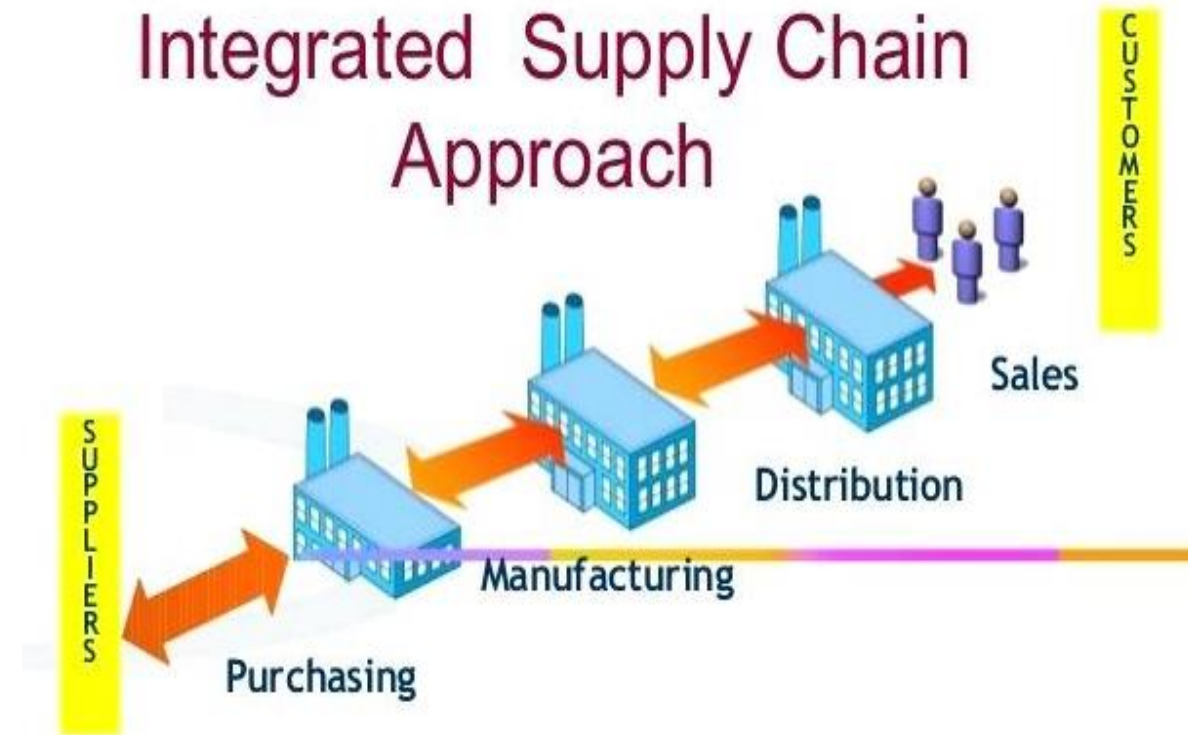 Integrated Supply Chain
Approach
CUSTOMERS
Sales
Distribution
SUPPLIERS
Manufacturing
Purchasing